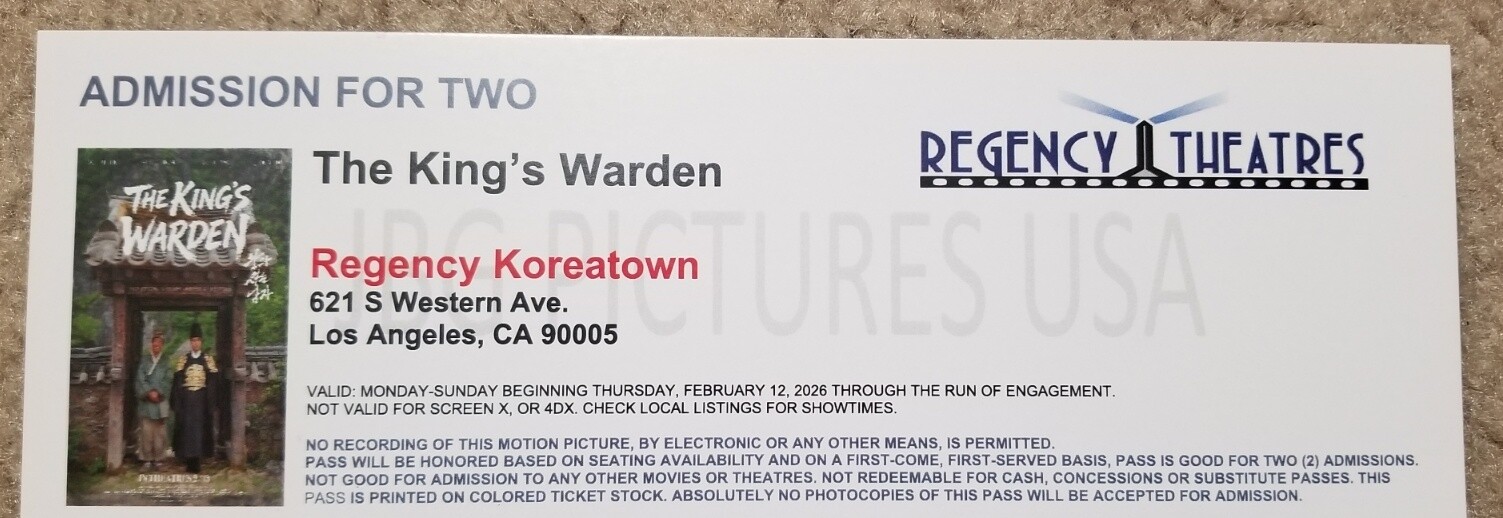 ADMISSION FOR TWO
REGENCY THEATRES
The King's Warden
THE KING'S
WARDEN
JBG PICTURES USA
Regency Koreatown
621 S Western Ave.
Los Angeles, CA 90005
VALID: MONDAY-SUNDAY BEGINNING THURSDAY, FEBRUARY 12, 2026 THROUGH THE RUN OF ENGAGEMENT.
NOT VALID FOR SCREEN X, OR 4DX. CHECK LOCAL LISTINGS FOR SHOWTIMES.
NO RECORDING OF THIS MOTION PICTURE, BY ELECTRONIC OR ANY OTHER MEANS, IS PERMITTED.
PASS WILL BE HONORED BASED ON SEATING AVAILABILITY AND ON A FIRST-COME, FIRST-SERVED BASIS, PASS IS GOOD FOR TWO (2) ADMISSIONS.
NOT GOOD FOR ADMISSION TO ANY OTHER MOVIES OR THEATRES. NOT REDEEMABLE FOR CASH, CONCESSIONS OR SUBSTITUTE PASSES. THIS
PASS IS PRINTED ON COLORED TICKET STOCK. ABSOLUTELY NO PHOTOCOPIES OF THIS PASS WILL BE ACCEPTED FOR ADMISSION.